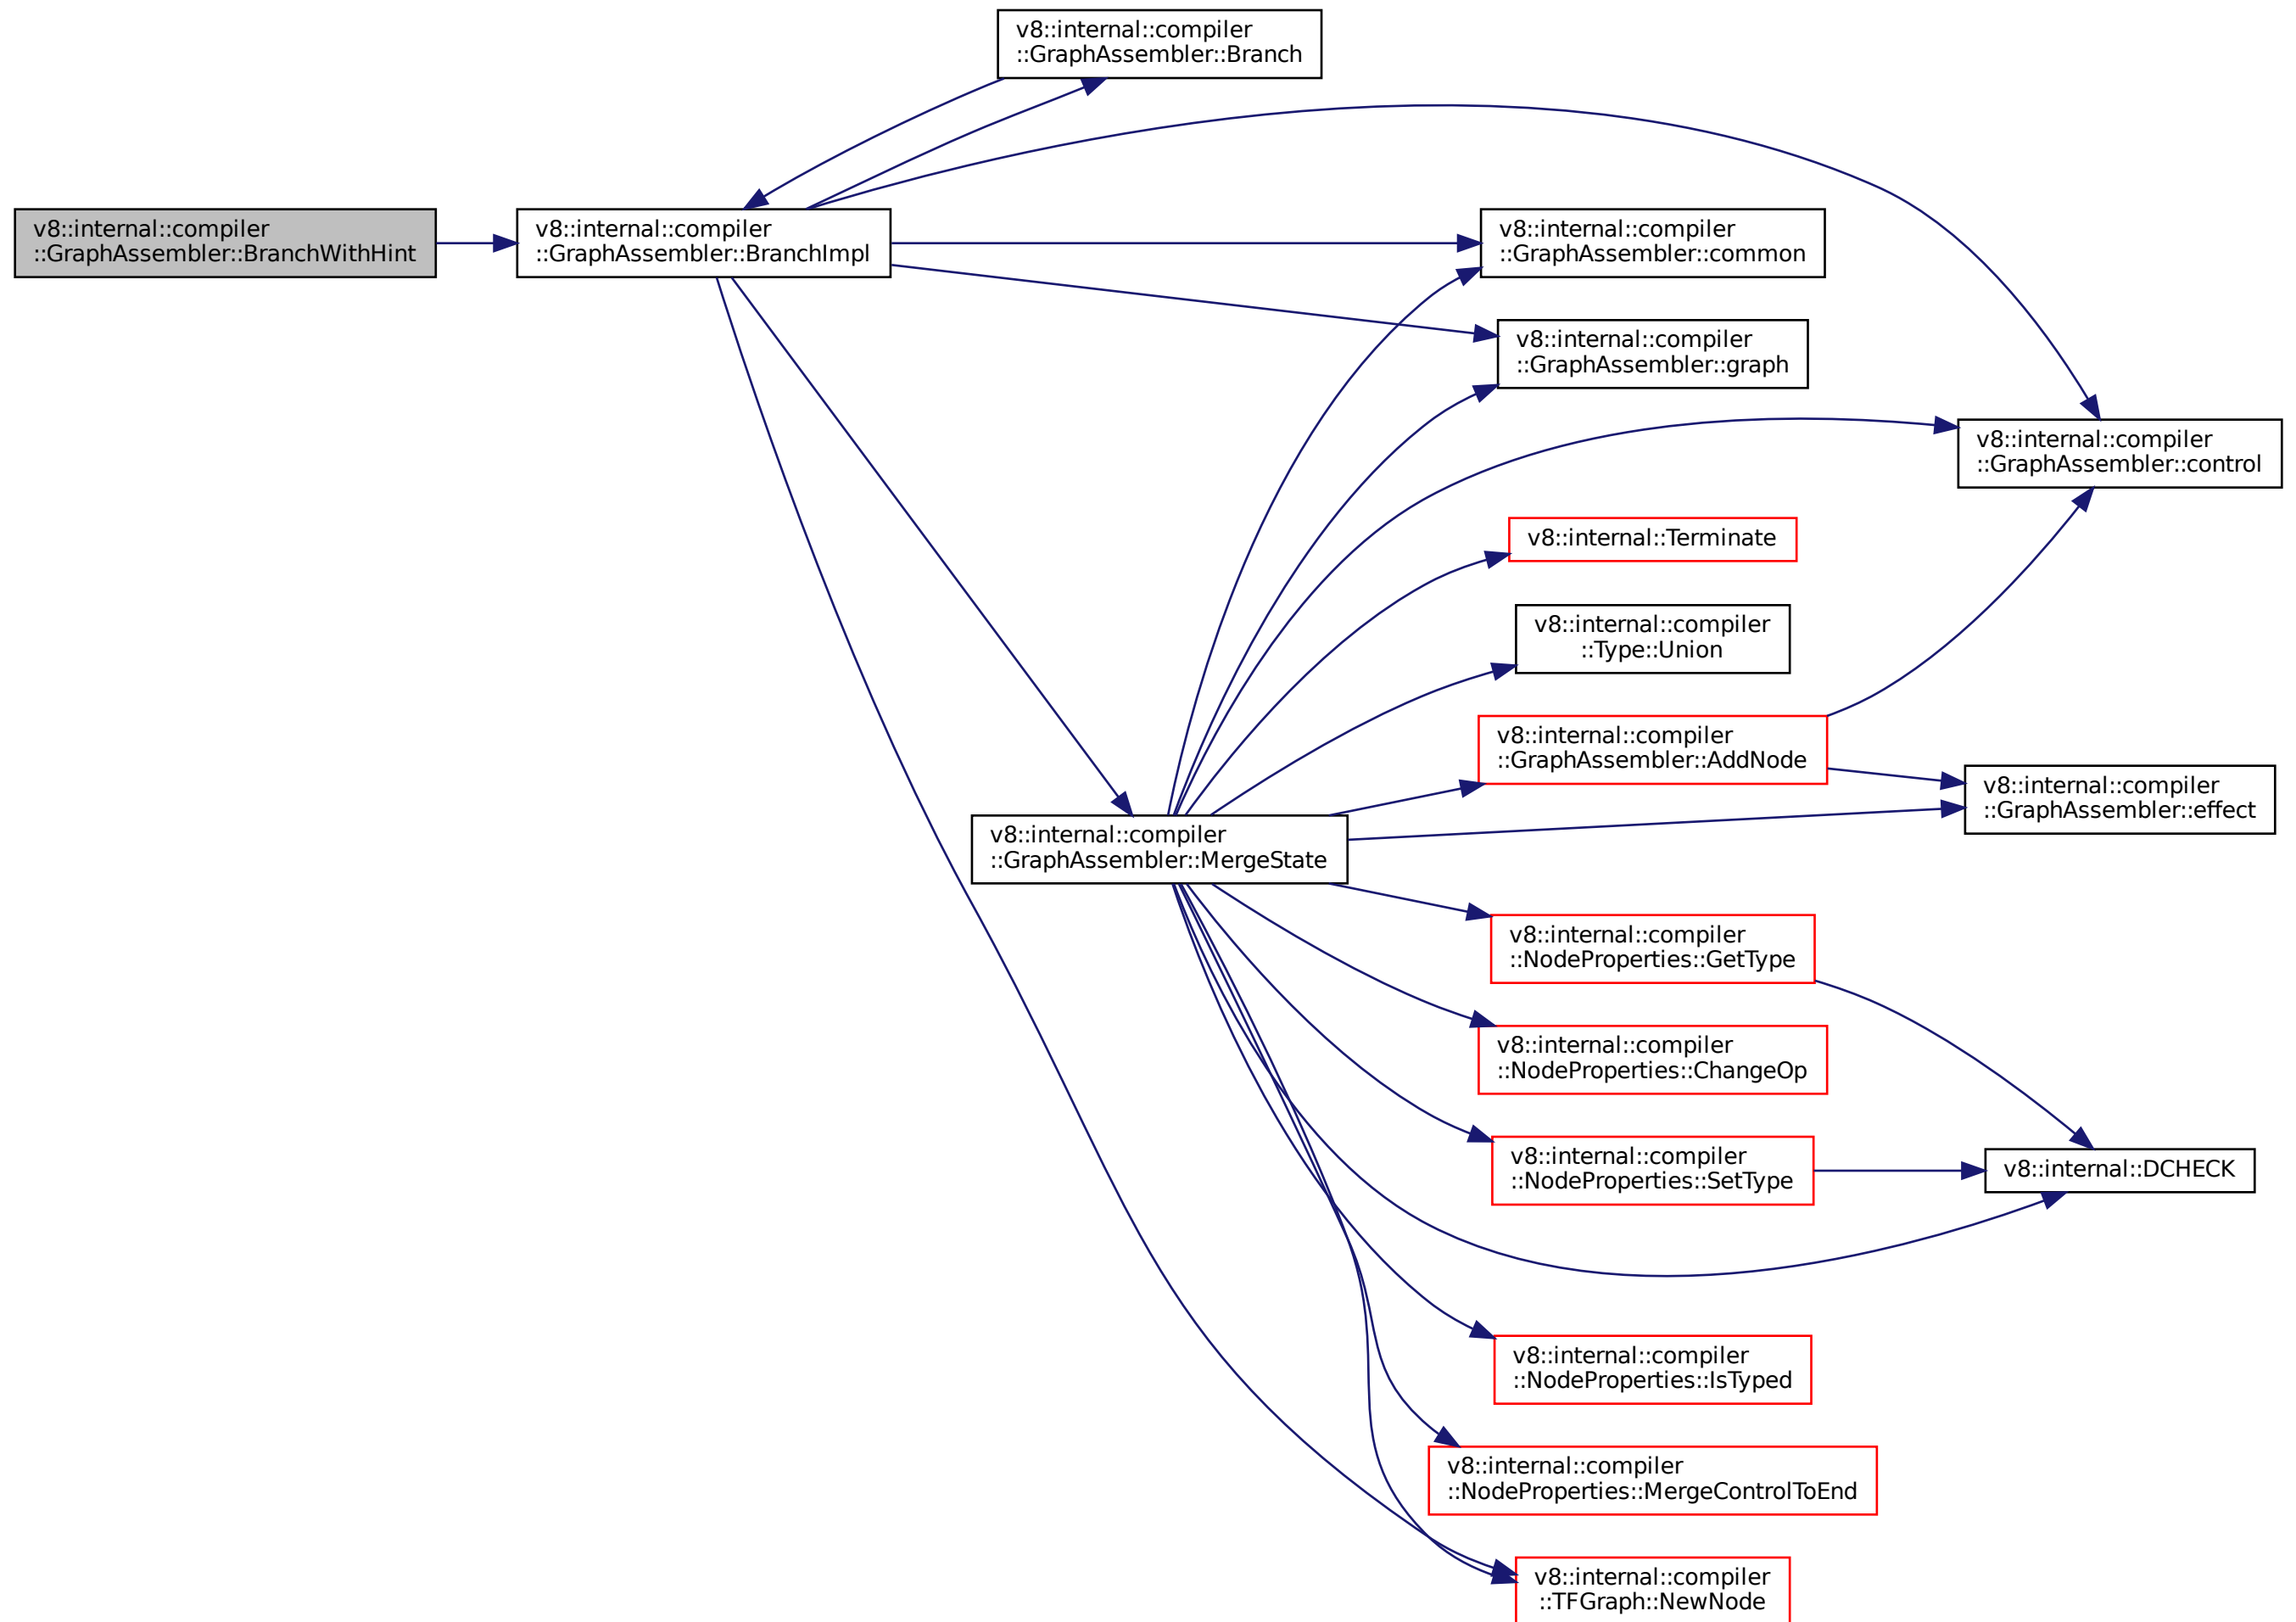 v8::internal::compiler
::GraphAssembler::Branch
v8::internal::compiler
::GraphAssembler::BranchWithHint
v8::internal::compiler
::GraphAssembler::BranchImpl
v8::internal::compiler
::GraphAssembler::common
v8::internal::compiler
::GraphAssembler::graph
v8::internal::compiler
::GraphAssembler::control
v8::internal::Terminate
v8::internal::compiler
::Type::Union
v8::internal::compiler
::GraphAssembler::AddNode
v8::internal::compiler
::GraphAssembler::effect
v8::internal::compiler
::GraphAssembler::MergeState
v8::internal::compiler
::NodeProperties::GetType
v8::internal::compiler
::NodeProperties::ChangeOp
v8::internal::compiler
::NodeProperties::SetType
v8::internal::DCHECK
v8::internal::compiler
::NodeProperties::IsTyped
v8::internal::compiler
::NodeProperties::MergeControlToEnd
v8::internal::compiler
::TFGraph::NewNode